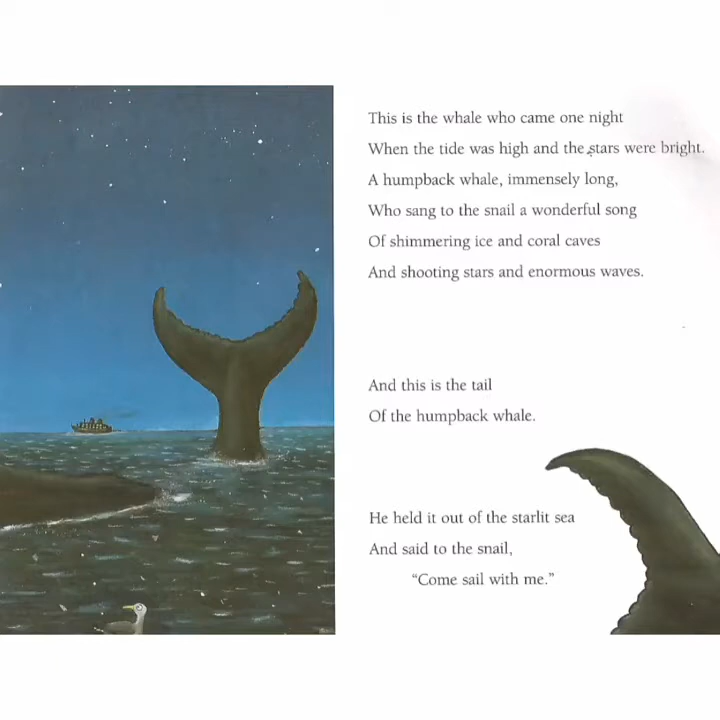 This is the whale who came one night
When the tide was high and the stars were bright.
A humpback whale, immensely long,
Who sang to the snail a wonderful song
Of shimmering ice and coral caves
And shooting stars and enormous waves.
And this is the tail
Of the humpback whale.
He held it out of the starlit sea
And said to the snail,
“Come sail with me.”